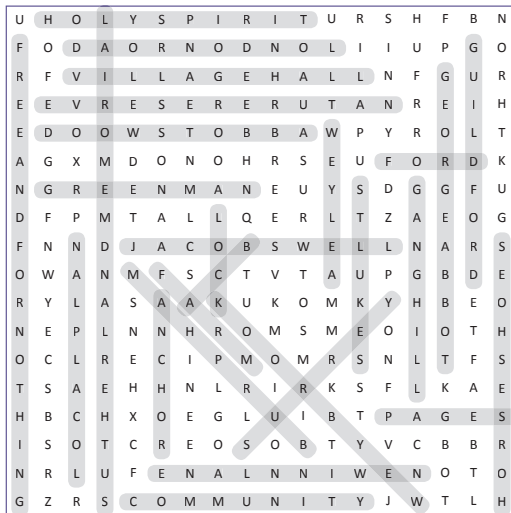 U H O L Y S P I R I T U R S H F B N
F O D A O R N O D N O L I I U P G O
R F V I L L A G E H A L L N F G U R
E E V R E S E R E R U T A N R E I H
E D O O W S T O B B A W P Y R O L T
A G X M D O N O H R S E U F O R D K
N G R E E N M A N E U Y S D G G F U
D F P M T A L L Q E R L T Z A E O G
F N N D J A C O B S W E L L N A R S
O W A N M F S C T V T A U P G B D E
R Y L A S A A K U K O M K Y H B E O
N E P L N N H R O M S M E O I O T H
O C L R E C I P M O M R S N L T F S
T S A E H H N L R I R K S F L K A E
H B C H X O E G L U I B T P A G E S
I S O T C R E O S O B T Y V C B B R
N R L U F E N A L N N I W E N O T O
G Z R S C O M M U N I T Y J W T L H